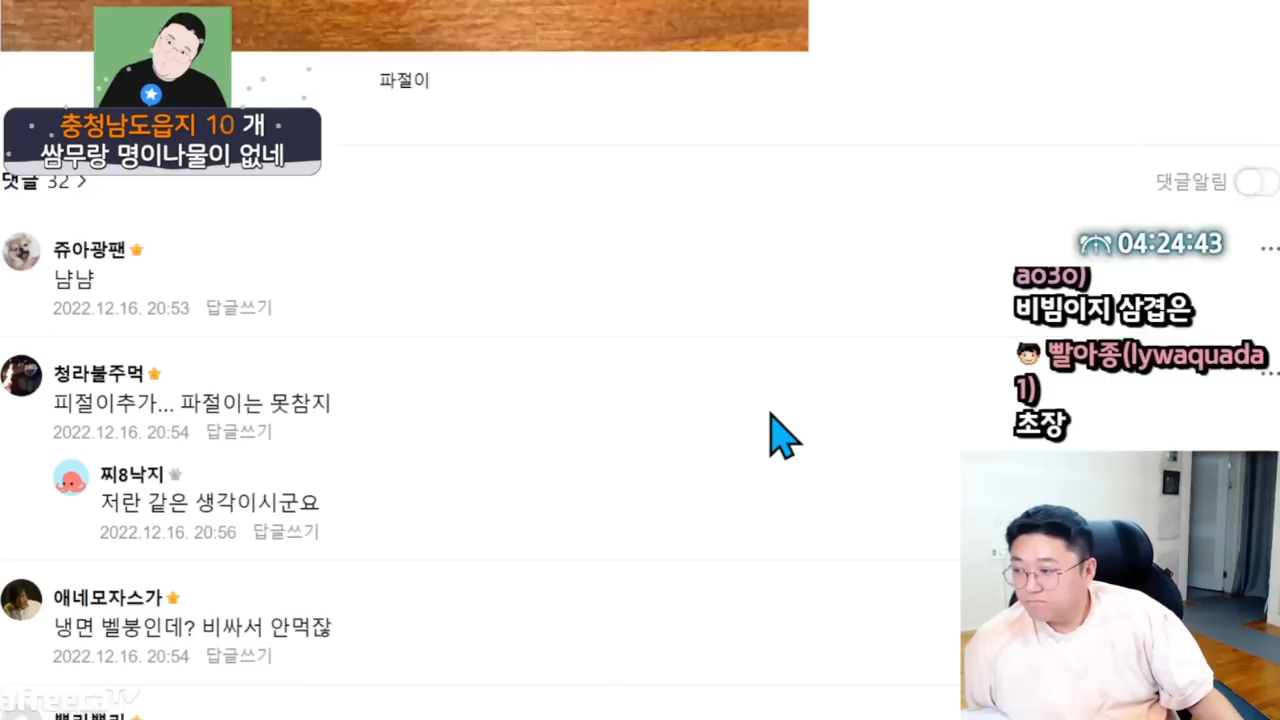 파절이
충청남도읍지 10 개
쌈무랑 명이나물이 없네
댓글 32 >
댓글알림
쥬아광팬
냠냠
2022.12.16. 20:53 답글쓰기
청라불주먹
피절이추가... 파절이는 못참지
2022.12.16. 20:54 답글쓰기
찌8낙지
저란 같은 생각이시군요
2022.12.16. 20:56 답글쓰기
애네모자스가
냉면 벨붕인데? 비싸서 안먹잖
2022.12.16. 20:54 답글쓰기
04:24:43
ao3o)
비빔이지 삼겹은
빨아종(lywaquada
1)
초장
afreecaTV